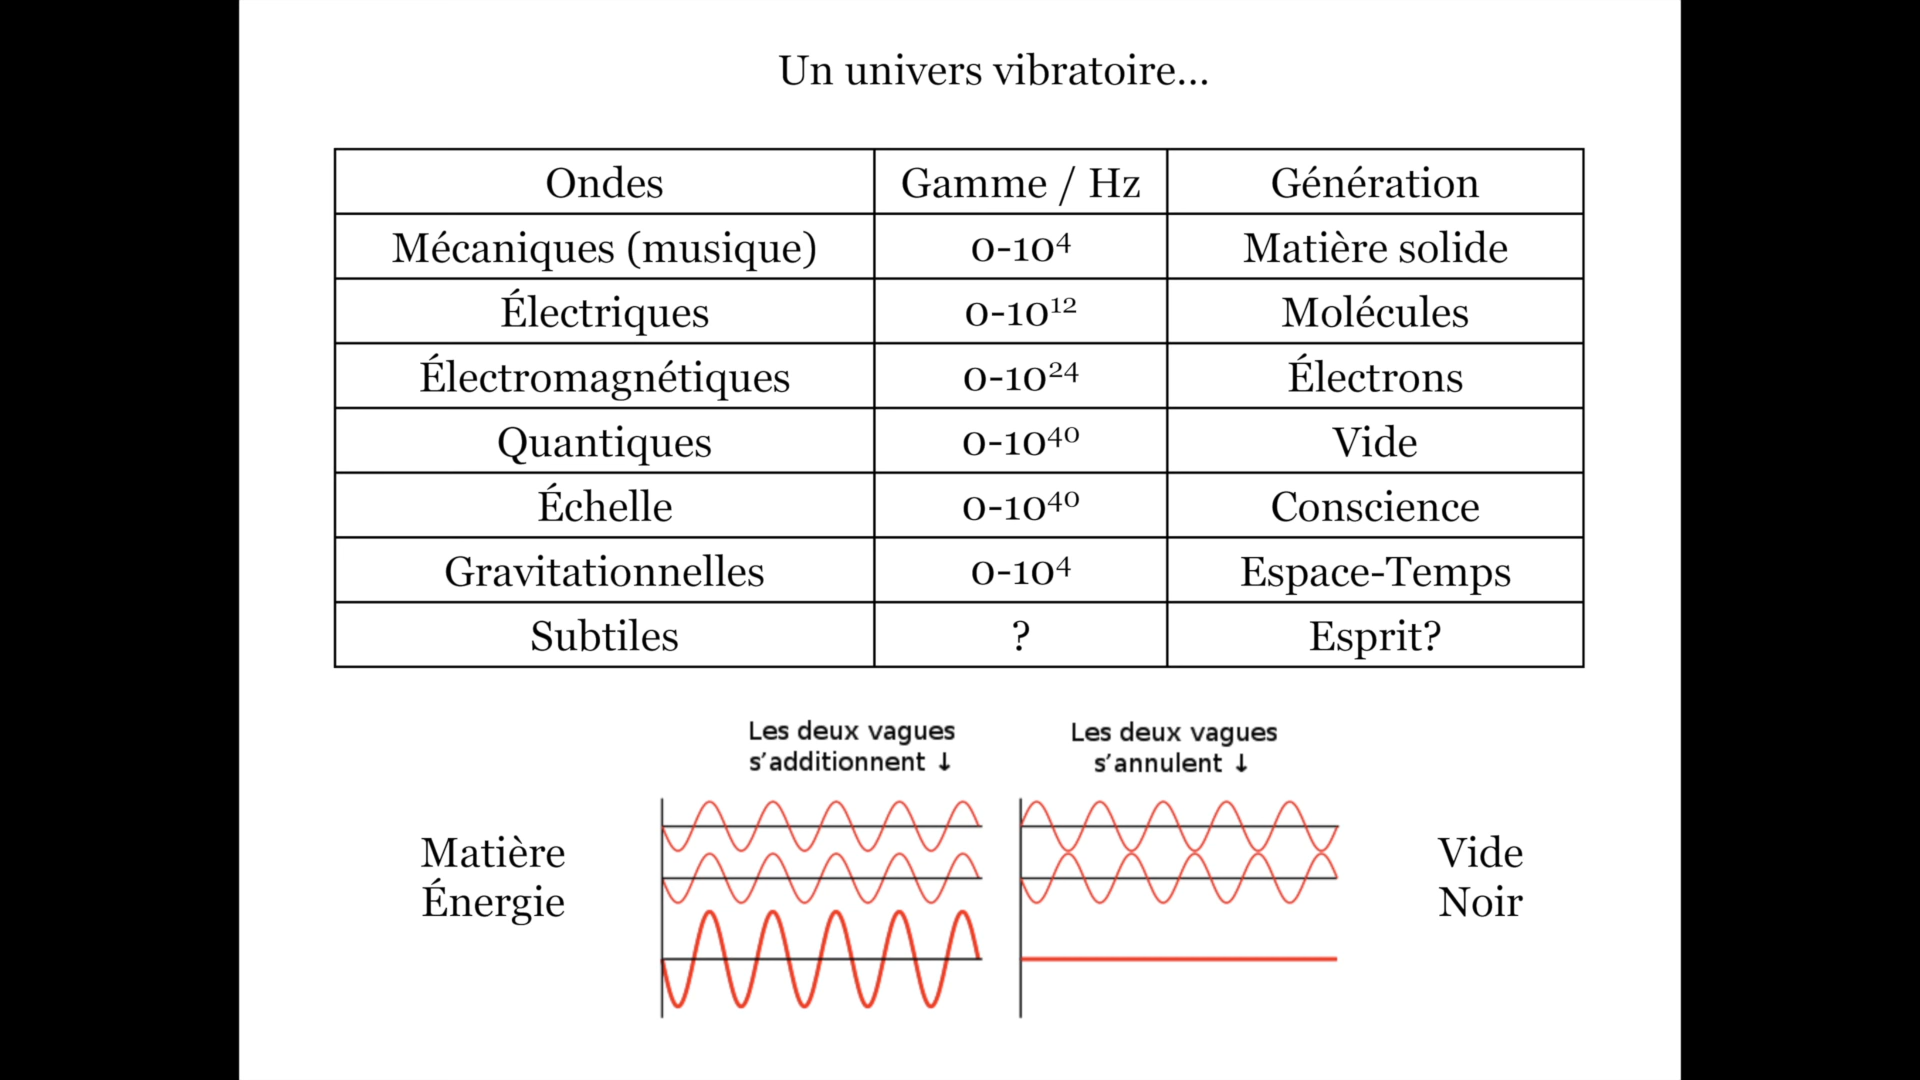 Un univers vibratoire...
Ondes Gamme / Hz Génération
Mécaniques (musique) 0-10⁴ Matière solide
Électriques 0-10¹² Molécules
Électromagnétiques 0-10²⁴ Électrons
Quantiques 0-10⁴⁰ Vide
Échelle 0-10⁴⁰ Conscience
Gravitationnelles 0-10⁴ Espace-Temps
Subtiles ? Esprit?
Les deux vagues
s'additionnent ↓
Les deux vagues
s'annulent ↓
Matière
Énergie
Vide
Noir